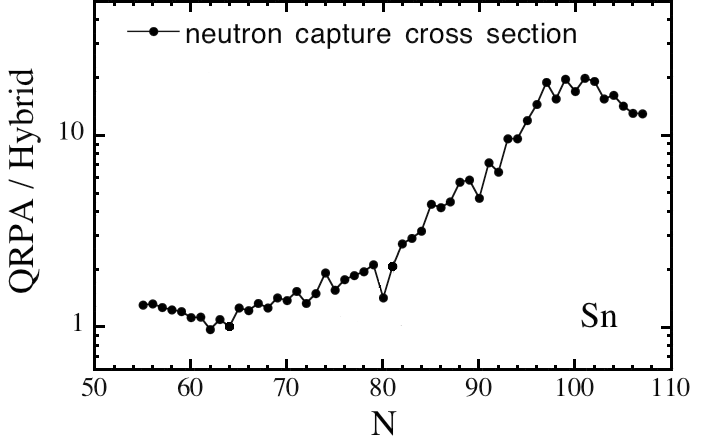 neutron capture cross section
QRPA / Hybrid
10
1
Sn
50 60 70 80 90 100 110
N